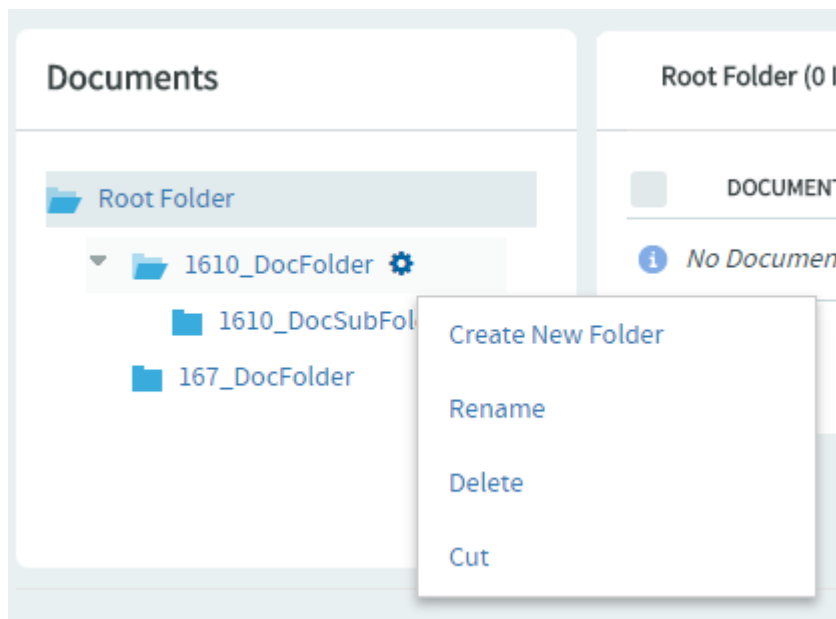 Documents
Root Folder
1610_DocFolder
1610_DocSubFol
167_DocFolder
Root Folder (0
DOCUMENT
No Documen
Create New Folder
Rename
Delete
Cut